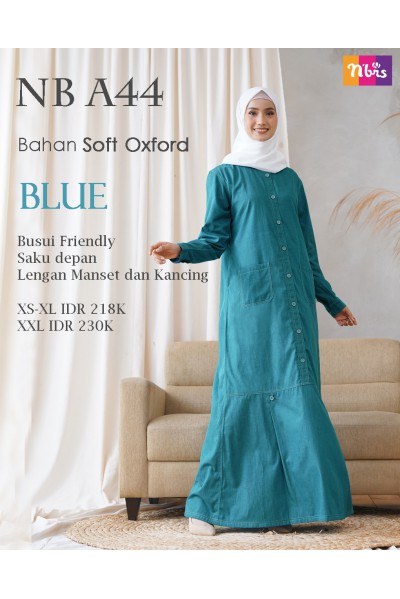 Nbrs
NB A44
Bahan Soft Oxford
BLUE
Busui Friendly
Saku depan
Lengan Manset dan Kancing
XS-XL IDR 218K
XXL IDR 230K